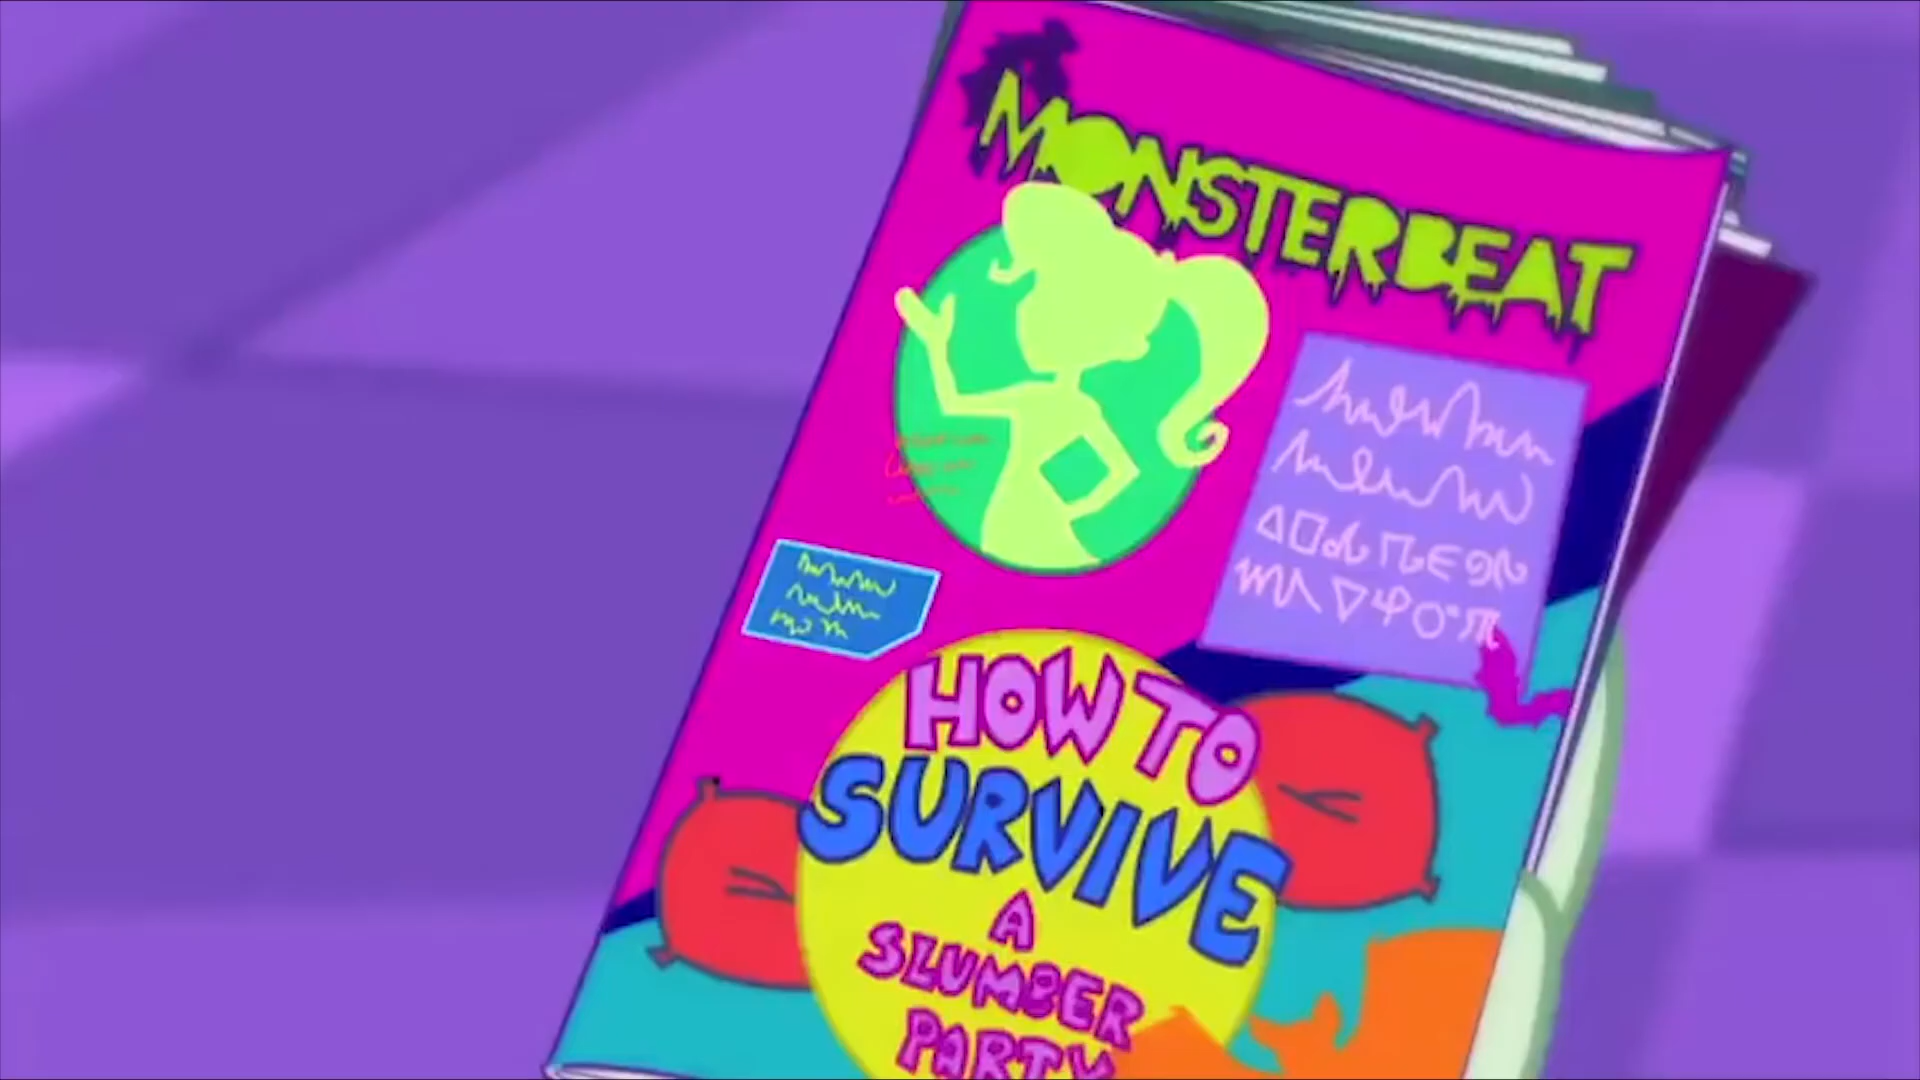 MONSTERBEAT
HOW TO
SURVIVE
A
SLUMBER
PARTY